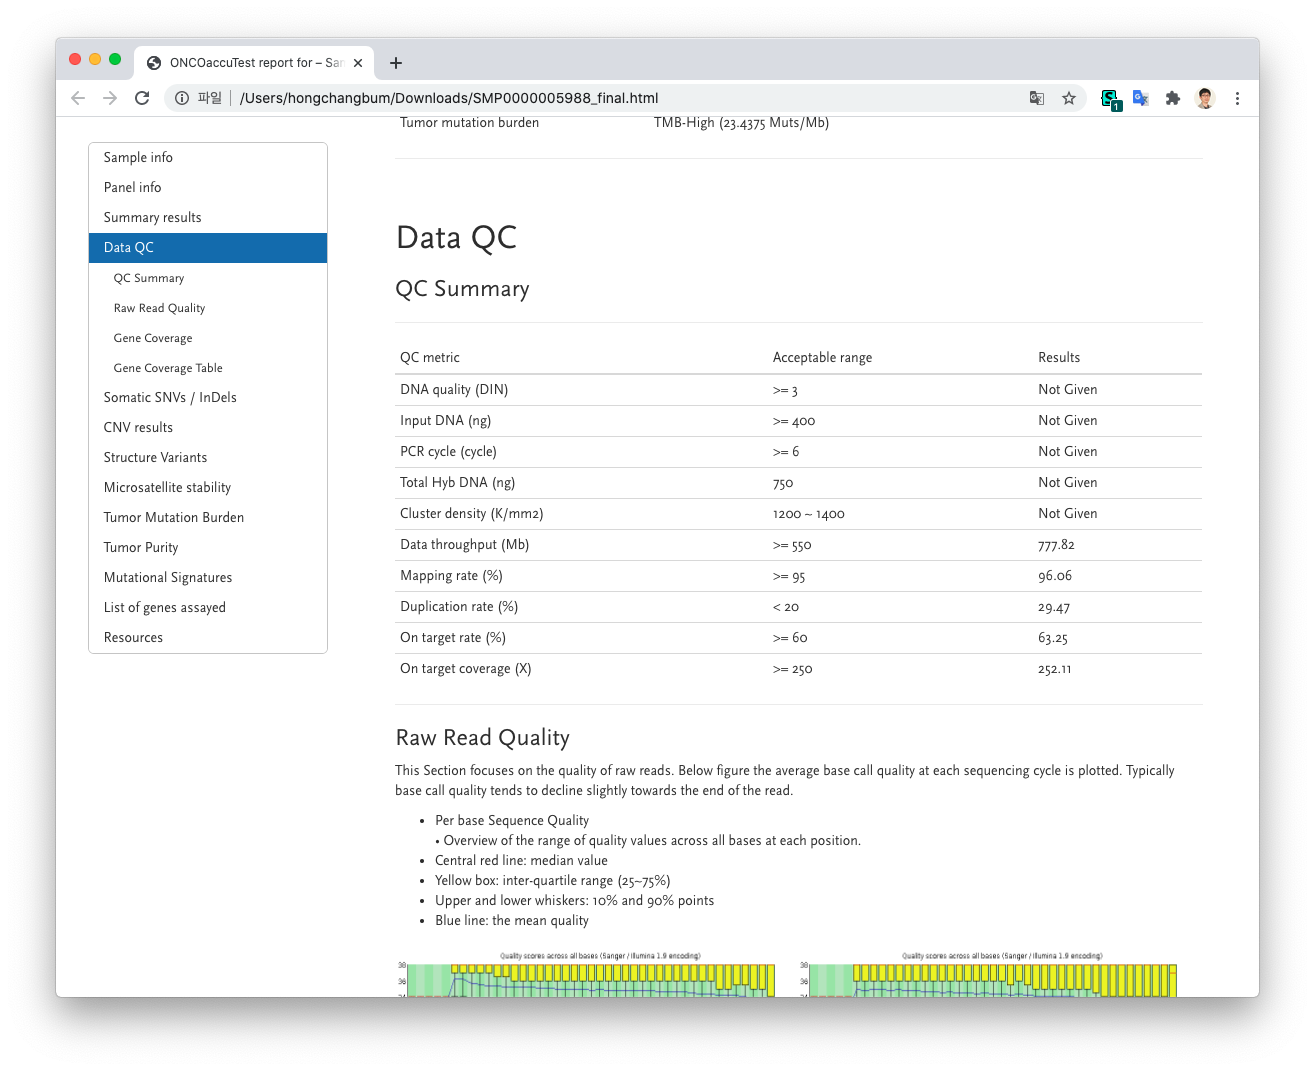 ONCOaccuTest report for – San
파일 /Users/hongchangbum/Downloads/SMP0000005988_final.html
1
Tumor mutation burden TMB-High (23.4375 Muts/Mb)
Sample info
Panel info
Summary results
Data QC
QC Summary
Raw Read Quality
Gene Coverage
Gene Coverage Table
Somatic SNVs / InDels
CNV results
Structure Variants
Microsatellite stability
Tumor Mutation Burden
Tumor Purity
Mutational Signatures
List of genes assayed
Resources
Data QC
QC Summary
QC metric Acceptable range Results
DNA quality (DIN) >= 3 Not Given
Input DNA (ng) >= 400 Not Given
PCR cycle (cycle) >= 6 Not Given
Total Hyb DNA (ng) 750 Not Given
Cluster density (K/mm2) 1200 ~ 1400 Not Given
Data throughput (Mb) >= 550 777.82
Mapping rate (%) >= 95 96.06
Duplication rate (%) < 20 29.47
On target rate (%) >= 60 63.25
On target coverage (X) >= 250 252.11
Raw Read Quality
This Section focuses on the quality of raw reads. Below figure the average base call quality at each sequencing cycle is plotted. Typically
base call quality tends to decline slightly towards the end of the read.
• Per base Sequence Quality
• Overview of the range of quality values across all bases at each position.
• Central red line: median value
• Yellow box: inter-quartile range (25~75%)
• Upper and lower whiskers: 10% and 90% points
• Blue line: the mean quality
Quality scores across all bases (Sanger / Illumina 1.9 encoding)
38
36
34
Quality scores across all bases (Sanger / Illumina 1.9 encoding)
38
36
34